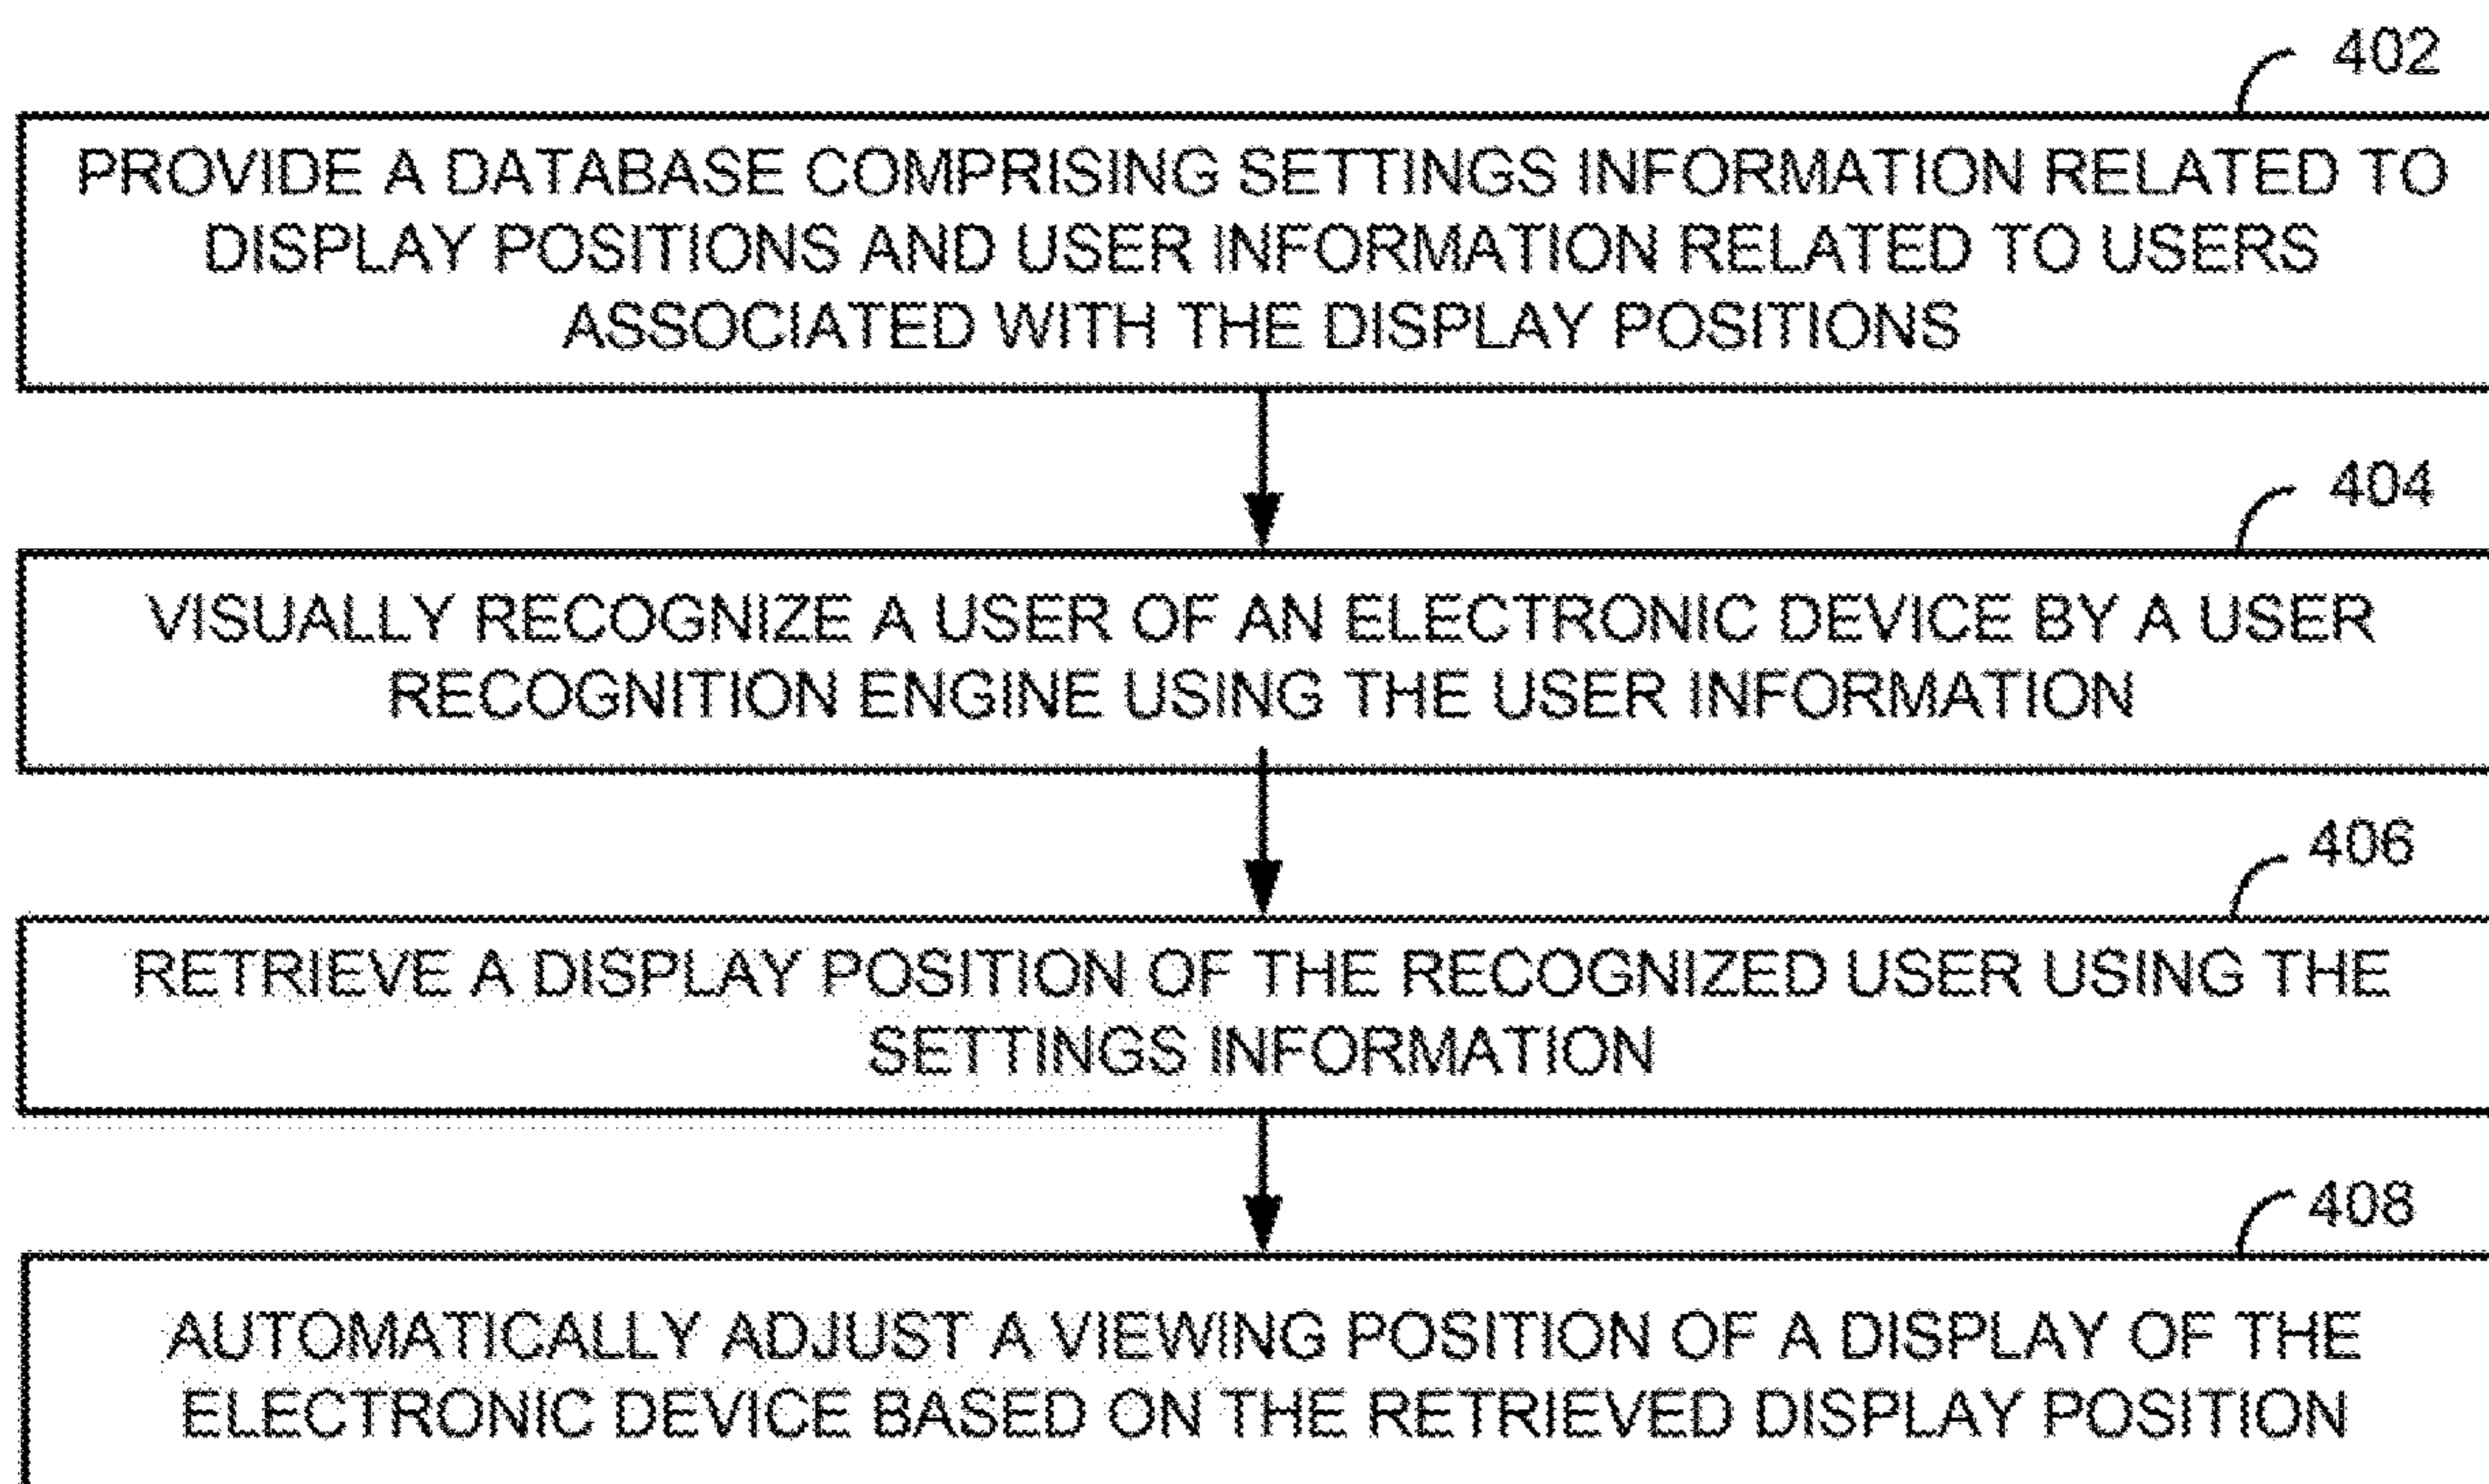 402
PROVIDE A DATABASE COMPRISING SETTINGS INFORMATION RELATED TO
DISPLAY POSITIONS AND USER INFORMATION RELATED TO USERS
ASSOCIATED WITH THE DISPLAY POSITIONS
404
VISUALLY RECOGNIZE A USER OF AN ELECTRONIC DEVICE BY A USER
RECOGNITION ENGINE USING THE USER INFORMATION
406
RETRIEVE A DISPLAY POSITION OF THE RECOGNIZED USER USING THE
SETTINGS INFORMATION
408
AUTOMATICALLY ADJUST A VIEWING POSITION OF A DISPLAY OF THE
ELECTRONIC DEVICE BASED ON THE RETRIEVED DISPLAY POSITION